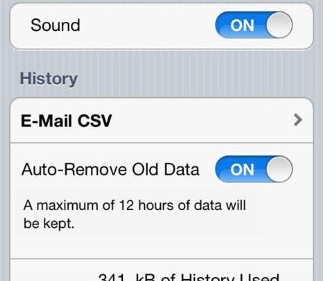 Sound ON
History
E-Mail CSV
Auto-Remove Old Data ON
A maximum of 12 hours of data will
be kept.
341 kB of History Used